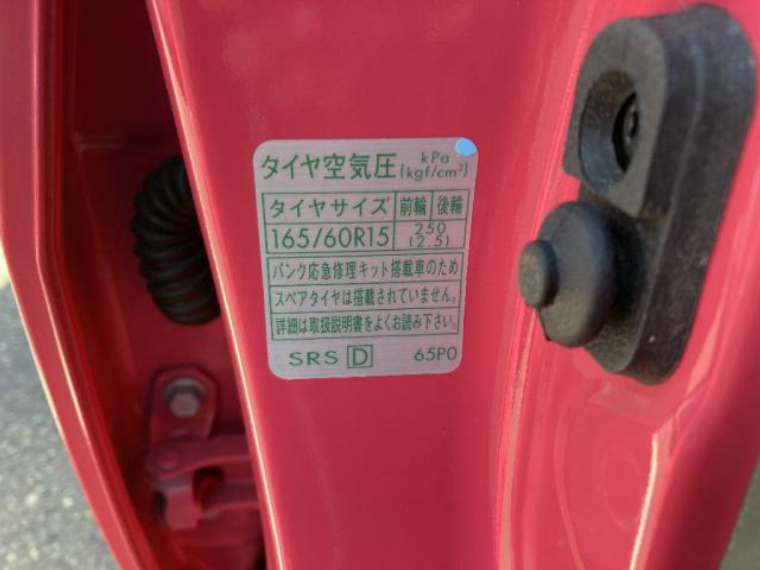 タイヤ空気圧 kPa
(kgf/cm²)
タイヤサイズ 前輪 後輪
165/60R15 250
(2.5)
パンク応急修理キット搭載車のため
スペアタイヤは搭載されていません。
詳細は取扱説明書をよくお読み下さい。
SRS D 65P0